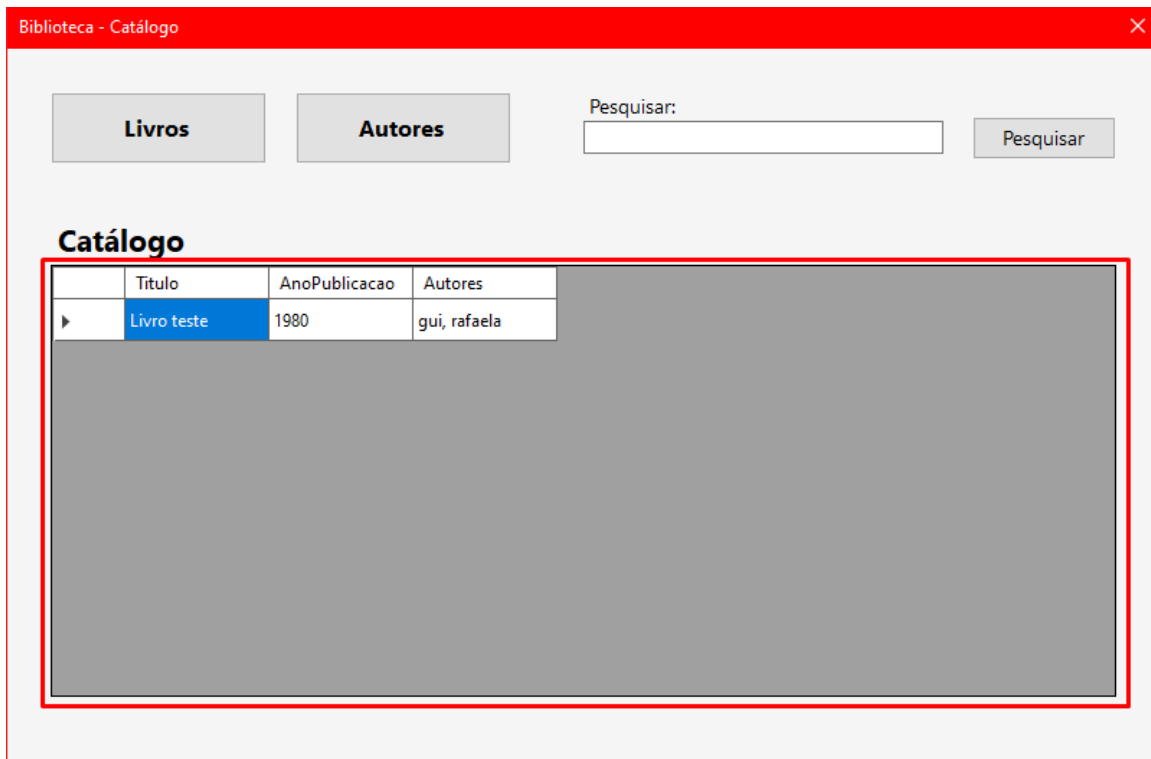 Biblioteca - Catálogo
Livros
Autores
Pesquisar:
Pesquisar
Catálogo
Titulo AnoPublicacao Autores
Livro teste 1980 gui, rafaela